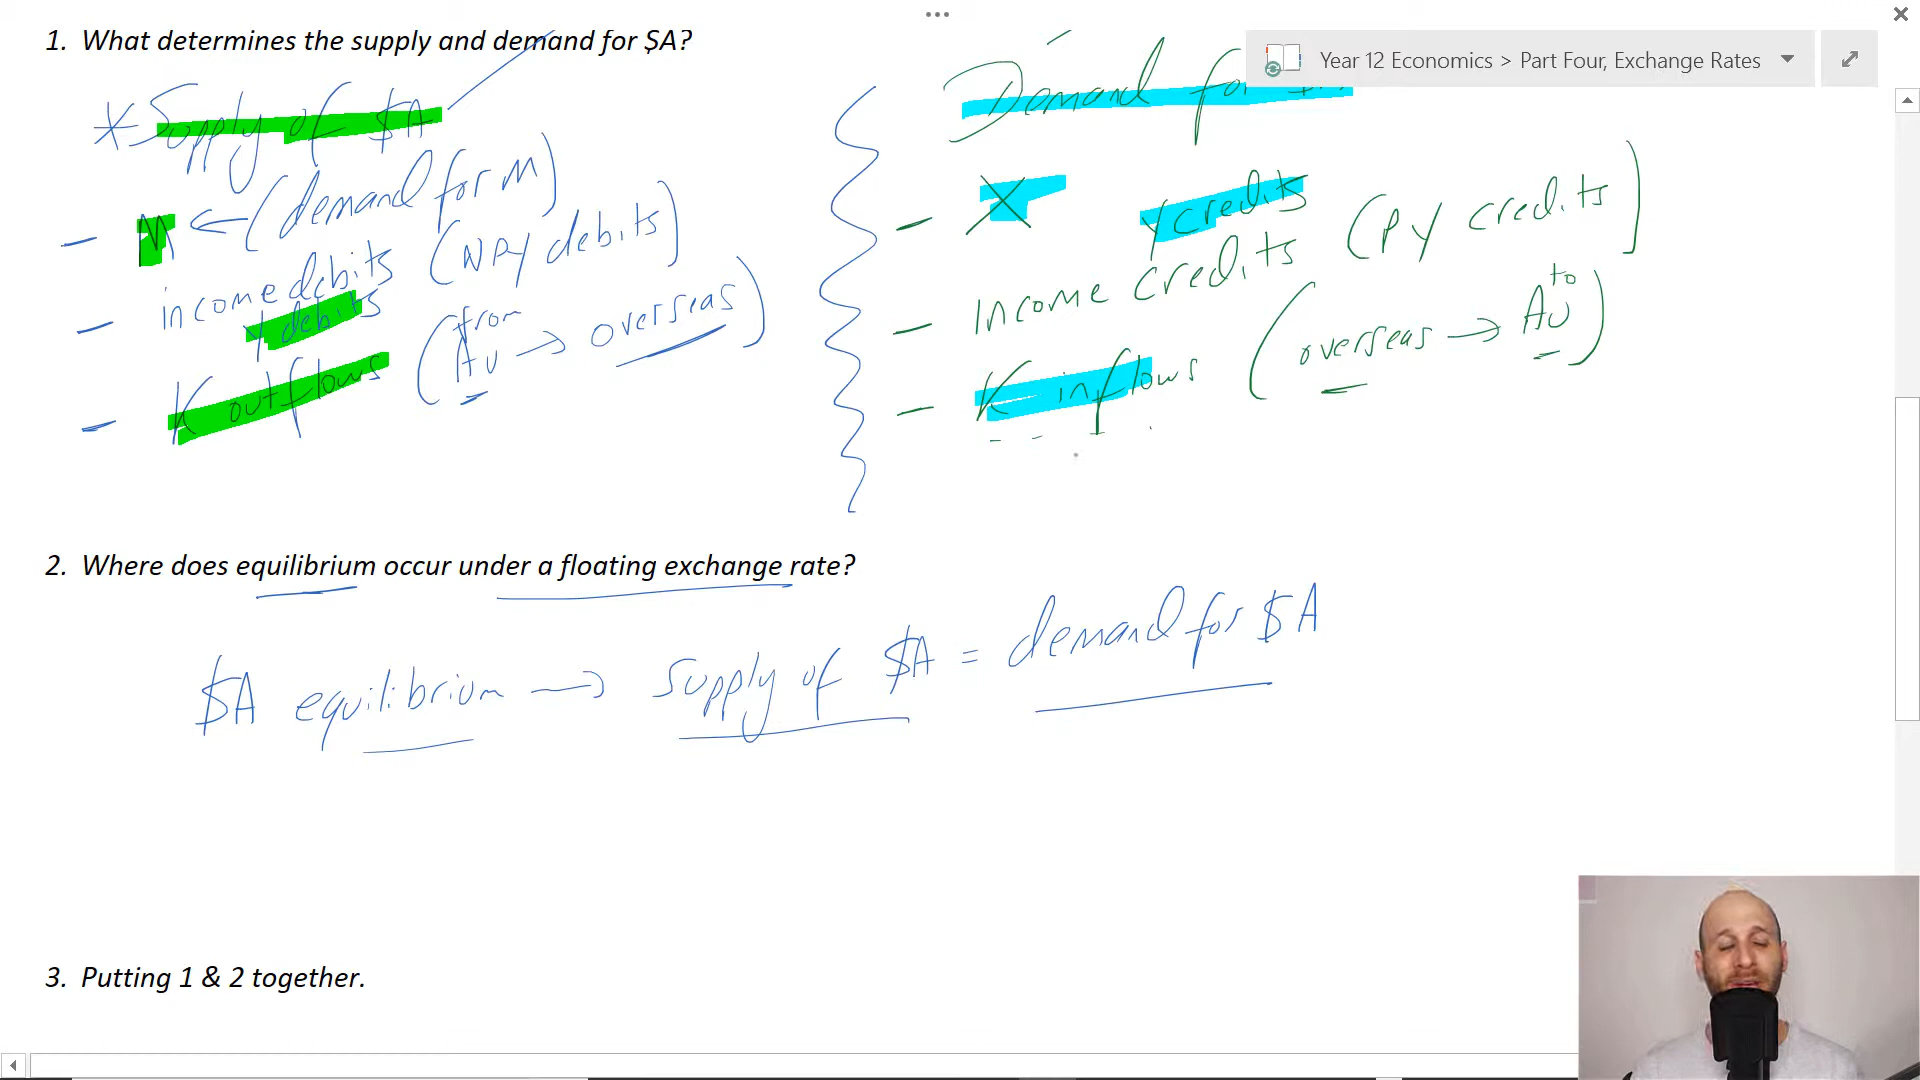 1. What determines the supply and demand for $A?
Year 12 Economics > Part Four, Exchange Rates
* Supply of $A
- M ← (demand for M)
- income debits (NPY debits)
Y debits
- K outflows (from AU → overseas)
Demand for
- X
Y credits
- Income credits (PY credits)
- K inflows (overseas → to AU)
2. Where does equilibrium occur under a floating exchange rate?
$A equilibrium → Supply of $A = demand for $A
3. Putting 1 & 2 together.